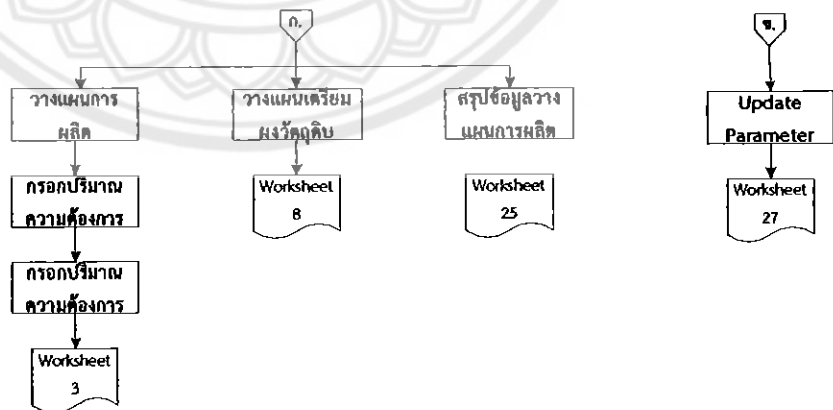 ก.
ข.
วางแผนการ
ผลิต
วางแผนเตรียม
ผงวัตถุดิบ
สรุปข้อมูลวาง
แผนการผลิต
Update
Parameter
กรอกปริมาณ
ความต้องการ
Worksheet
8
Worksheet
25
Worksheet
27
กรอกปริมาณ
ความต้องการ
Worksheet
3